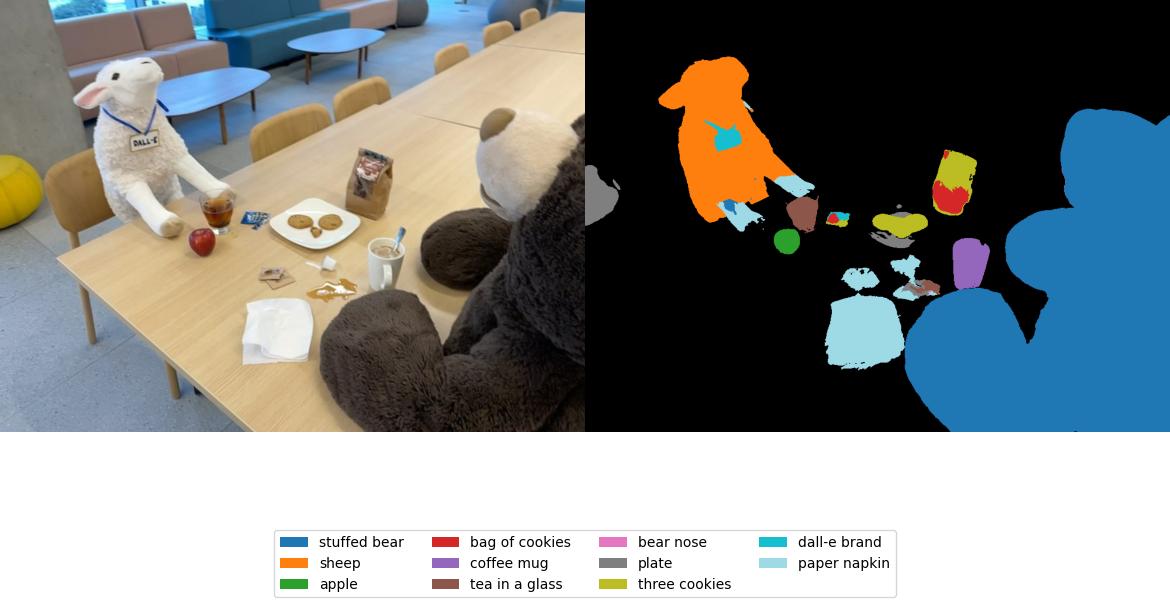 DALL-E
stuffed bear
sheep
apple
bag of cookies
coffee mug
tea in a glass
bear nose
plate
three cookies
dall-e brand
paper napkin